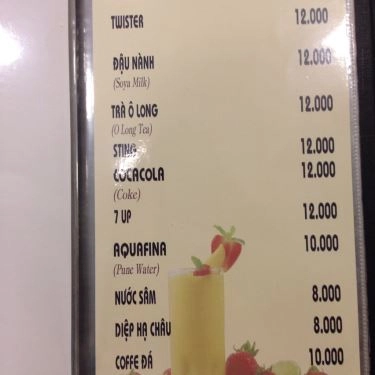 TWISTER 12.000
ĐẬU NÀNH 12.000
(Soya Milk)
TRÀ Ô LONG 12.000
(O Long Tea)
STING 12.000
COCACOLA 12.000
(Coke)
7 UP 12.000
AQUAFINA 10.000
(Pune Water)
NƯỚC SÂM 8.000
DIỆP HẠ CHÂU 8.000
COFFE ĐÁ 10.000